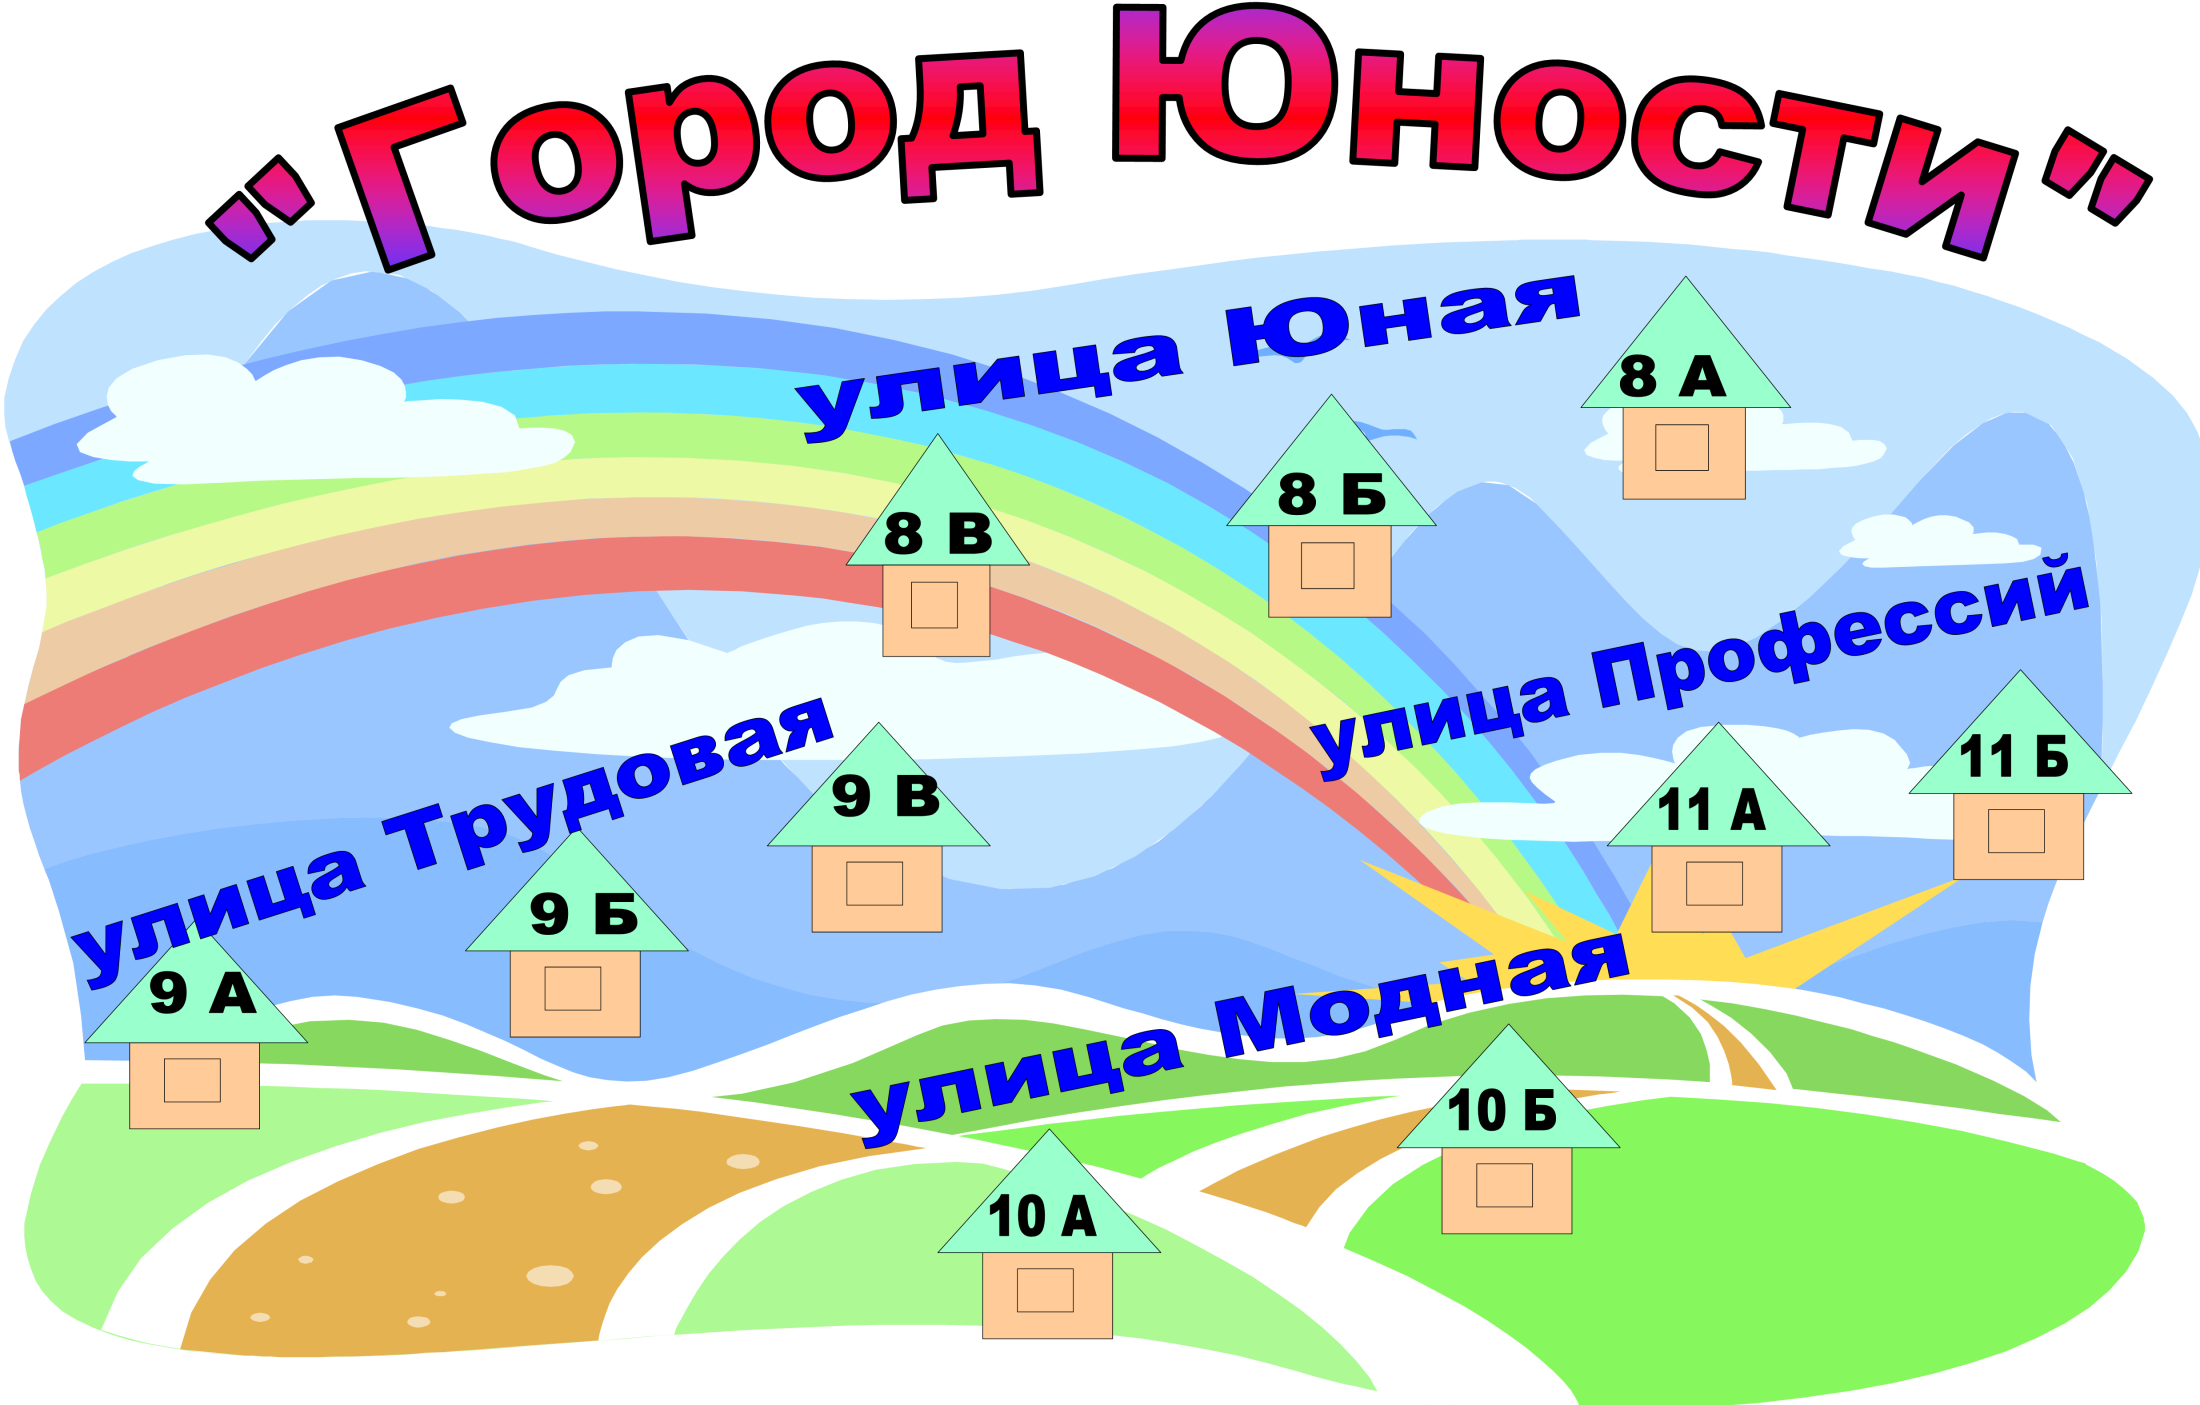 "Город Юности"
улица Юная
8 А
8 Б
8 В
улица Профессий
11 Б
11 А
улица Трудовая
9 В
9 Б
9 А
улица Модная
10 Б
10 А